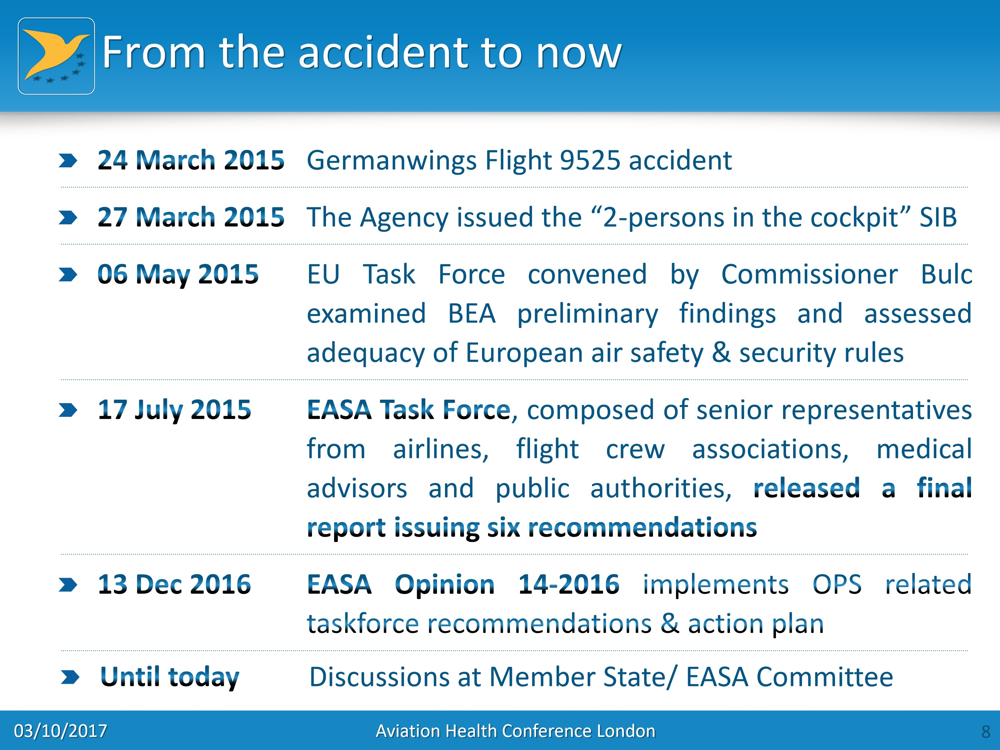 From the accident to now
24 March 2015 Germanwings Flight 9525 accident
27 March 2015 The Agency issued the “2-persons in the cockpit” SIB
06 May 2015 EU Task Force convened by Commissioner Bulc
examined BEA preliminary findings and assessed
adequacy of European air safety & security rules
17 July 2015 EASA Task Force, composed of senior representatives
from airlines, flight crew associations, medical
advisors and public authorities, released a final
report issuing six recommendations
13 Dec 2016 EASA Opinion 14-2016 implements OPS related
taskforce recommendations & action plan
Until today Discussions at Member State/ EASA Committee
03/10/2017 Aviation Health Conference London 8